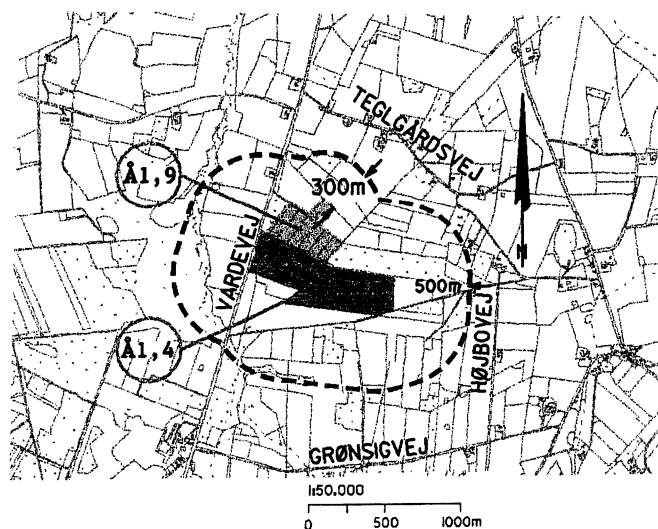 TEGLGÅRDSVEJ
Å1,9
300m
N
VARDEVEJ
500m
HØJBOVEJ
Å1,4
GRØNSIGVEJ
1:50.000
0 500 1000m